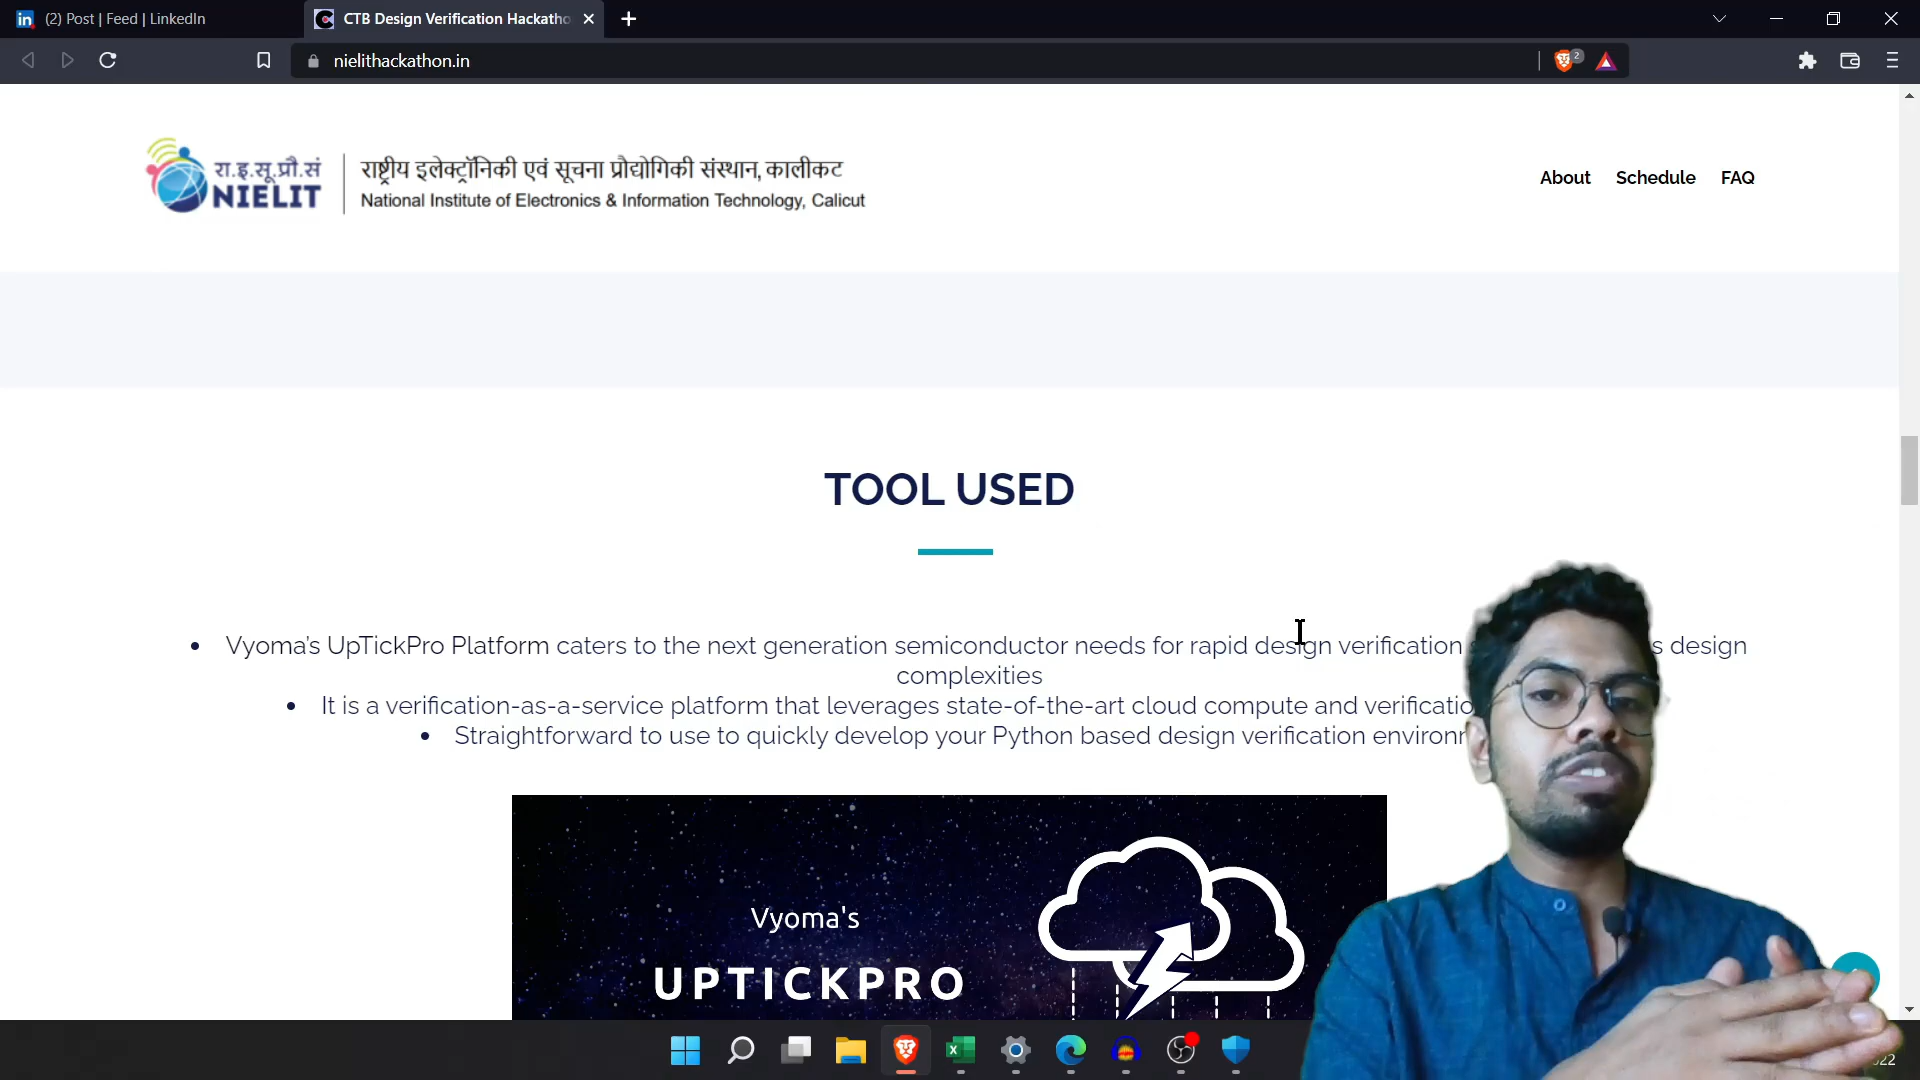 (2) Post | Feed | LinkedIn
CTB Design Verification Hackatho
nielithackathon.in
2
रा.इ.सू.प्रौ.सं
NIELIT
राष्ट्रीय इलेक्ट्रॉनिकी एवं सूचना प्रौद्योगिकी संस्थान, कालीकट
National Institute of Electronics & Information Technology, Calicut
About Schedule FAQ
TOOL USED
Vyoma's UpTickPro Platform caters to the next generation semiconductor needs for rapid design verification design
complexities
It is a verification-as-a-service platform that leverages state-of-the-art cloud compute and
Straightforward to use to quickly develop your Python based design verification
Vyoma's
UPTICKPRO